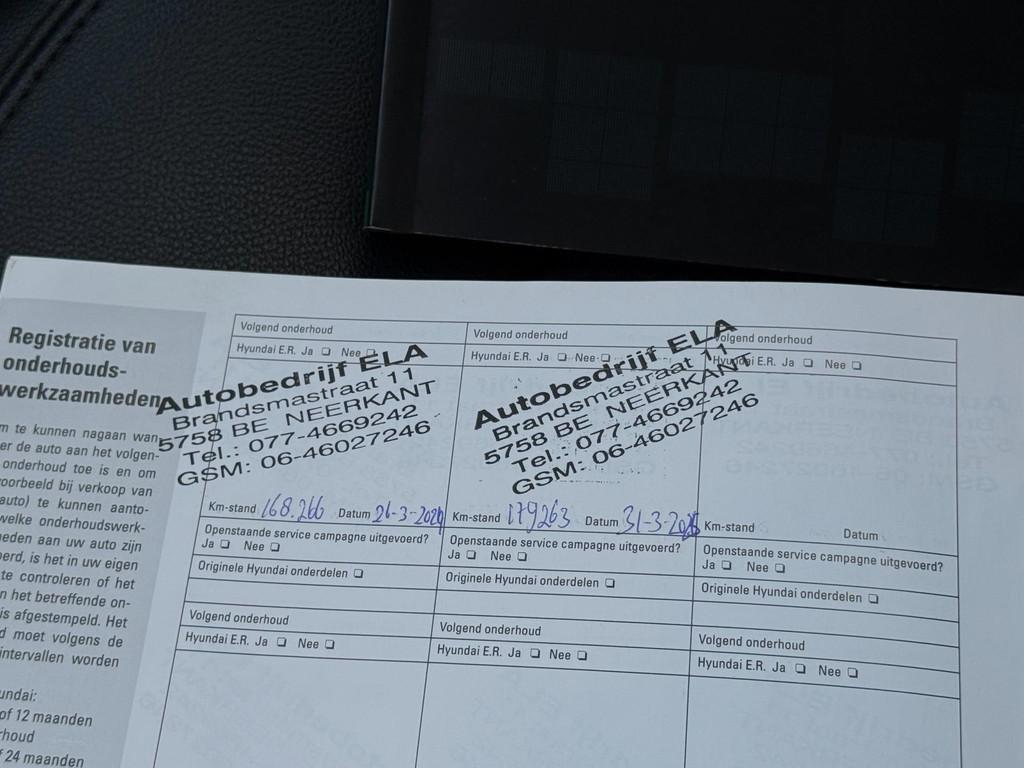 Registratie van
onderhouds-
werkzaamheden
m te kunnen nagaan wan-
er de auto aan het volgen-
onderhoud toe is en om
oorbeeld bij verkoop van
auto) te kunnen aanto-
welke onderhoudswerk-
heden aan uw auto zijn
oerd, is het in uw eigen
te controleren of het
n het betreffende on-
is afgestempeld. Het
d moet volgens de
intervallen worden
undai:
of 12 maanden
rhoud
f 24 maanden
Volgend onderhoud
Hyundai E.R. Ja ❏ Nee ❏
Autobedrijf ELA
Brandsmastraat 11
5758 BE NEERKANT
Tel.: 077-4669242
GSM: 06-46027246
Km-stand 168.266 Datum 26-3-2024
Openstaande service campagne uitgevoerd?
Ja ❏ Nee ❏
Originele Hyundai onderdelen ❏
Volgend onderhoud
Hyundai E.R. Ja ❏ Nee ❏
Volgend onderhoud
Hyundai E.R. Ja ❏ Nee ❏
Autobedrijf ELA
Brandsmastraat 11
5758 BE NEERKANT
Tel.: 077-4669242
GSM: 06-46027246
Km-stand 179263 Datum 31-3-2025
Openstaande service campagne uitgevoerd?
Ja ❏ Nee ❏
Originele Hyundai onderdelen ❏
Volgend onderhoud
Hyundai E.R. Ja ❏ Nee ❏
Volgend onderhoud
Hyundai E.R. Ja ❏ Nee ❏
Km-stand Datum
Openstaande service campagne uitgevoerd?
Ja ❏ Nee ❏
Originele Hyundai onderdelen ❏
Volgend onderhoud
Hyundai E.R. Ja ❏ Nee ❏